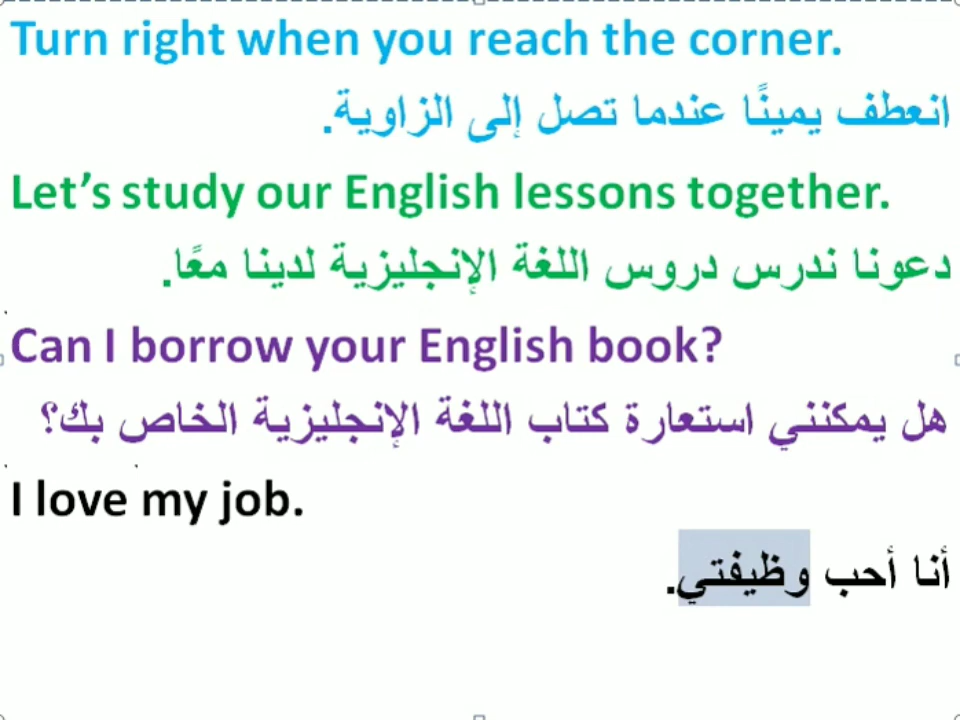 Turn right when you reach the corner.
انعطف يمينًا عندما تصل إلى الزاوية.
Let’s study our English lessons together.
دعونا ندرس دروس اللغة الإنجليزية لدينا معًا.
Can I borrow your English book?
هل يمكنني استعارة كتاب اللغة الإنجليزية الخاص بك؟
I love my job.
أنا أحب وظيفتي.